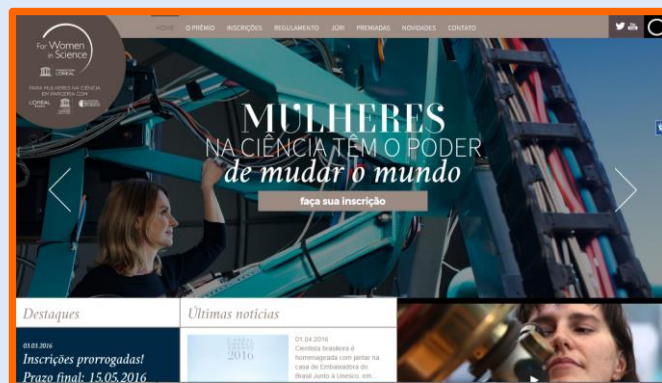 HOME O PRÊMIO INSCRIÇÕES REGULAMENTO JÚRI PREMIADAS NOVIDADES CONTATO
For Women
in Science
L'ORÉAL
PARA MULHERES NA CIÊNCIA
EM PARCERIA COM
L'ORÉAL
MULHERES
NA CIÊNCIA TÊM O PODER
de mudar o mundo
faça sua inscrição
Destaques
Últimas notícias
03.03.2016
Inscrições prorrogadas!
Prazo final: 15.05.2016
2016
01.04.2016
Cientista brasileira é
homenageada com jantar na
casa de Embaixadora do
Brasil Junto à Unesco, em...